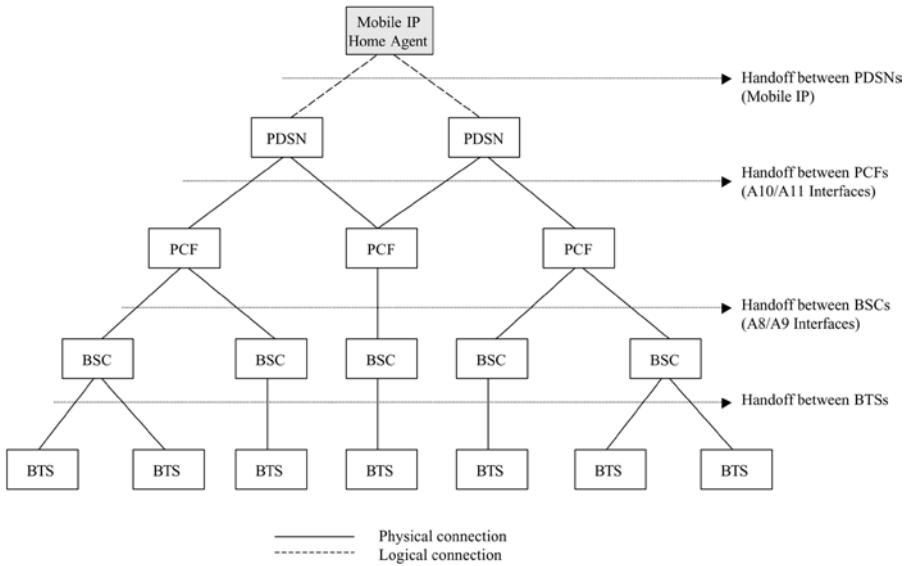 Mobile IP
Home Agent
Handoff between PDSNs
(Mobile IP)
PDSN
PDSN
Handoff between PCFs
(A10/A11 Interfaces)
PCF
PCF
PCF
Handoff between BSCs
(A8/A9 Interfaces)
BSC
BSC
BSC
BSC
BSC
Handoff between BTSs
BTS
BTS
BTS
BTS
BTS
BTS
BTS
Physical connection
Logical connection